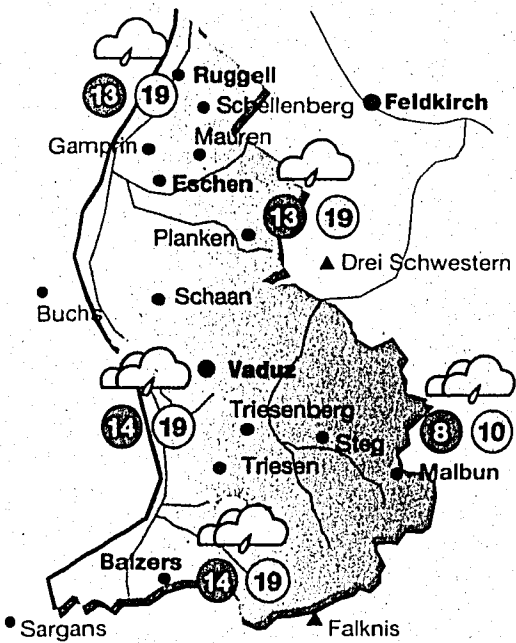 Ruggell
13 19
Schellenberg
Feldkirch
Mauren
Gamprin
Eschen
13 19
Planken
Drei Schwestern
Schaan
Buchs
Vaduz
14 19
Triesenberg
8 10
Steg
Triesen
Malbun
Balzers
14 19
Sargans
Falknis